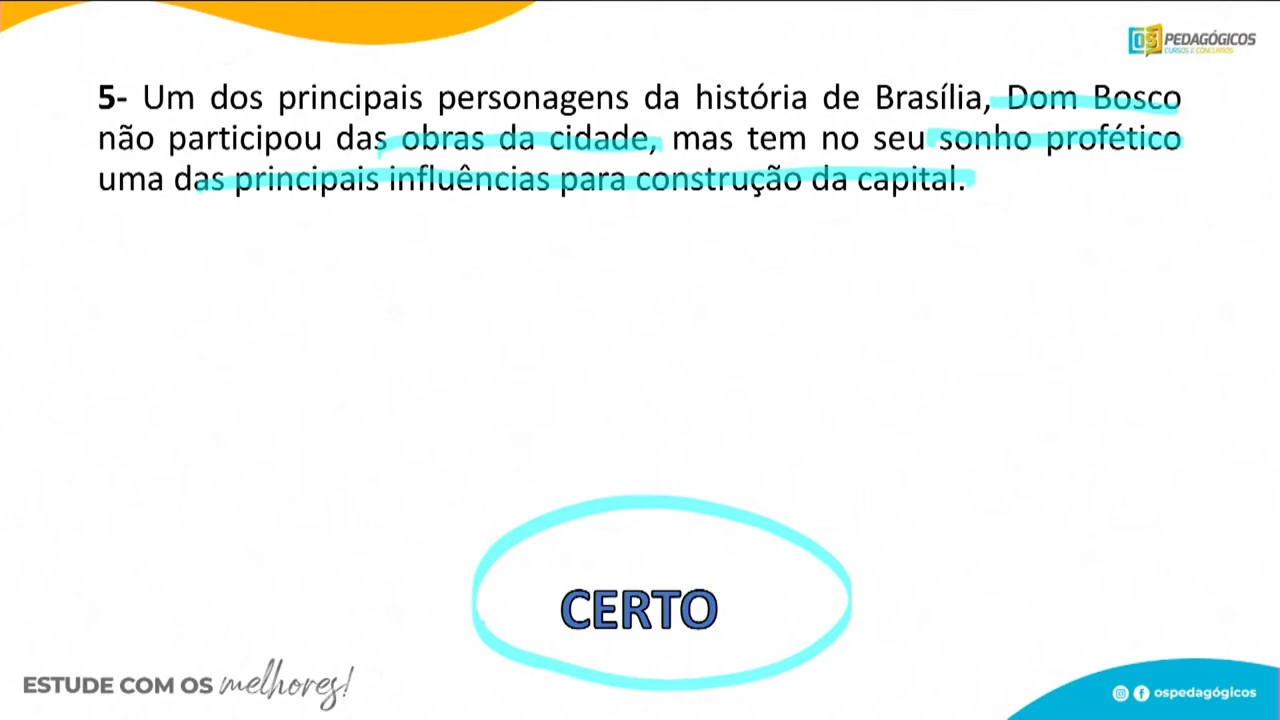 OS PEDAGÓGICOS
CURSOS E CONCURSOS
5- Um dos principais personagens da história de Brasília, Dom Bosco
não participou das obras da cidade, mas tem no seu sonho profético
uma das principais influências para construção da capital.
CERTO
ESTUDE COM OS melhores!
ospedagógicos